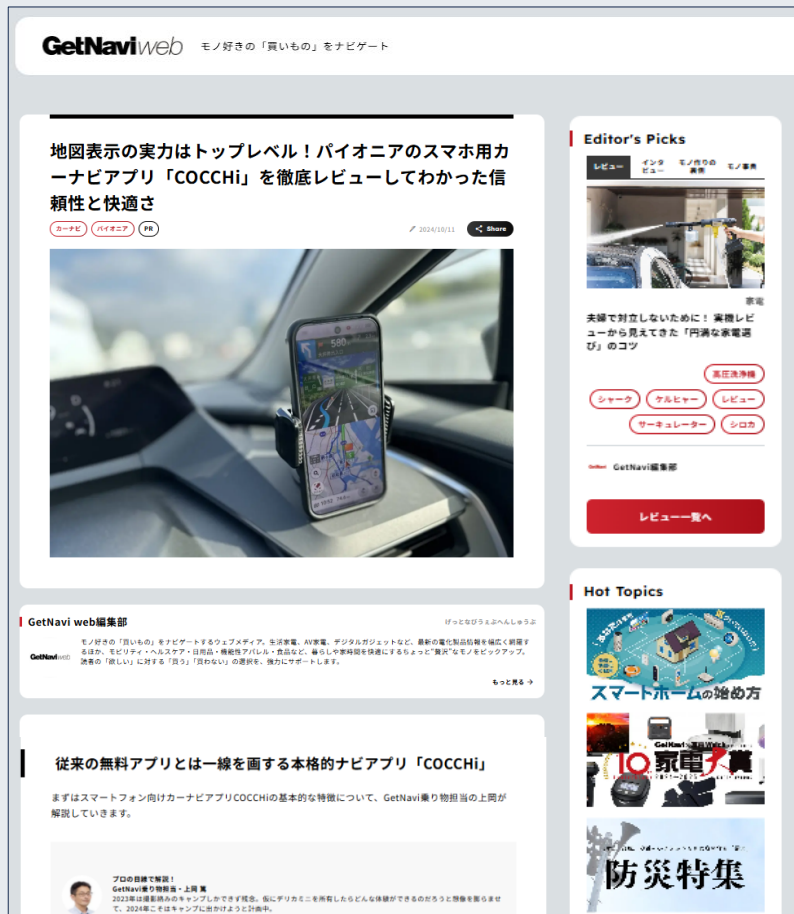 GetNaviweb モノ好きの「買いもの」をナビゲート
地図表示の実力はトップレベル！パイオニアのスマホ用カ
ーナビアプリ「COCCHi」を徹底レビューしてわかった信
頼性と快適さ
カーナビ パイオニア PR 2024/10/11 Share
580
GetNavi web編集部 げっとなびうぇぶへんしゅうぶ
GetNaviweb
モノ好きの「買いもの」をナビゲートするウェブメディア。生活家電、AV家電、デジタルガジェットなど、最新の電化製品情報を幅広く網羅す
るほか、モビリティ・ヘルスケア・日用品・機能性アパレル・食品など、暮らしや家時間を快適にするちょっと"贅沢"なモノをピックアップ。
読者の「欲しい」に対する「買う」「買わない」の選択を、強力にサポートします。
もっと見る →
従来の無料アプリとは一線を画する本格的ナビアプリ「COCCHi」
まずはスマートフォン向けカーナビアプリCOCCHiの基本的な特徴について、GetNavi乗り物担当の上岡が
解説していきます。
プロの目線で解説！
GetNavi乗り物担当・上岡 篤
2023年は撮影絡みのキャンプしかできず残念。仮にデリカミニを所有したらどんな体験ができるのだろうと想像を膨らませ
て、2024年こそはキャンプに出かけようと計画中。
Editor's Picks
レビュー インタビュー モノ作りの裏側 モノ事典
家電
夫婦で対立しないために！ 実機レビ
ューから見えてきた「円満な家電選
び」のコツ
高圧洗浄機
シャーク ケルヒャー レビュー
サーキュレーター シロカ
GetNavi編集部
レビュー一覧へ
Hot Topics
スマートホームの始め方
GetNavi 家電Watch
10 家電大賞
防災特集